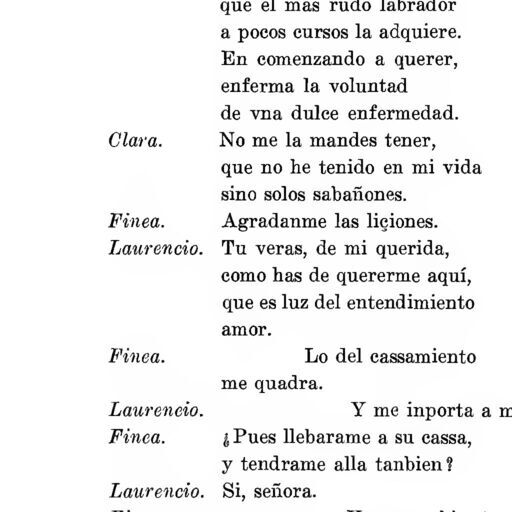 que el mas rudo labrador
a pocos cursos la adquiere.
En comenzando a querer,
enferma la voluntad
de vna dulce enfermedad.
Clara. No me la mandes tener,
que no he tenido en mi vida
sino solos sabañones.
Finea. Agradanme las liçiones.
Laurencio. Tu veras, de mi querida,
como has de quererme aquí,
que es luz del entendimiento
amor.
Finea. Lo del cassamiento
me quadra.
Laurencio. Y me inporta a
Finea. ¿Pues llebarame a su cassa,
y tendrame alla tanbien?
Laurencio. Si, señora.